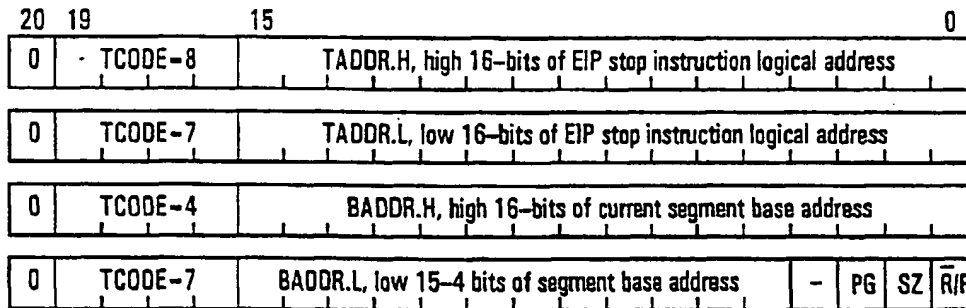 20 19 15 0
0 - TCODE-8 TADDR.H, high 16-bits of EIP stop instruction logical address
0 TCODE-7 TADDR.L, low 16-bits of EIP stop instruction logical address
0 TCODE-4 BADDR.H, high 16-bits of current segment base address
0 TCODE-7 BADDR.L, low 15-4 bits of segment base address - PG SZ